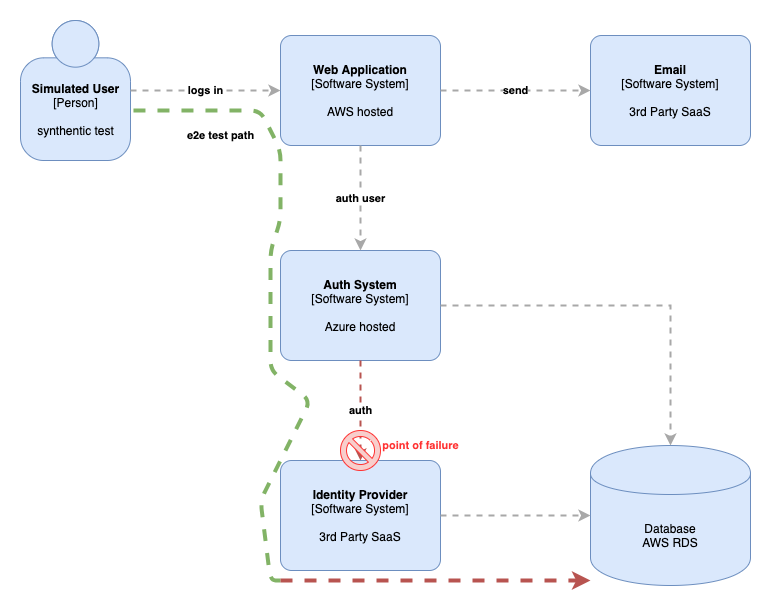 Simulated User
[Person]
synthentic test
logs in
e2e test path
Web Application
[Software System]
AWS hosted
send
Email
[Software System]
3rd Party SaaS
auth user
Auth System
[Software System]
Azure hosted
auth
point of failure
Identity Provider
[Software System]
3rd Party SaaS
Database
AWS RDS